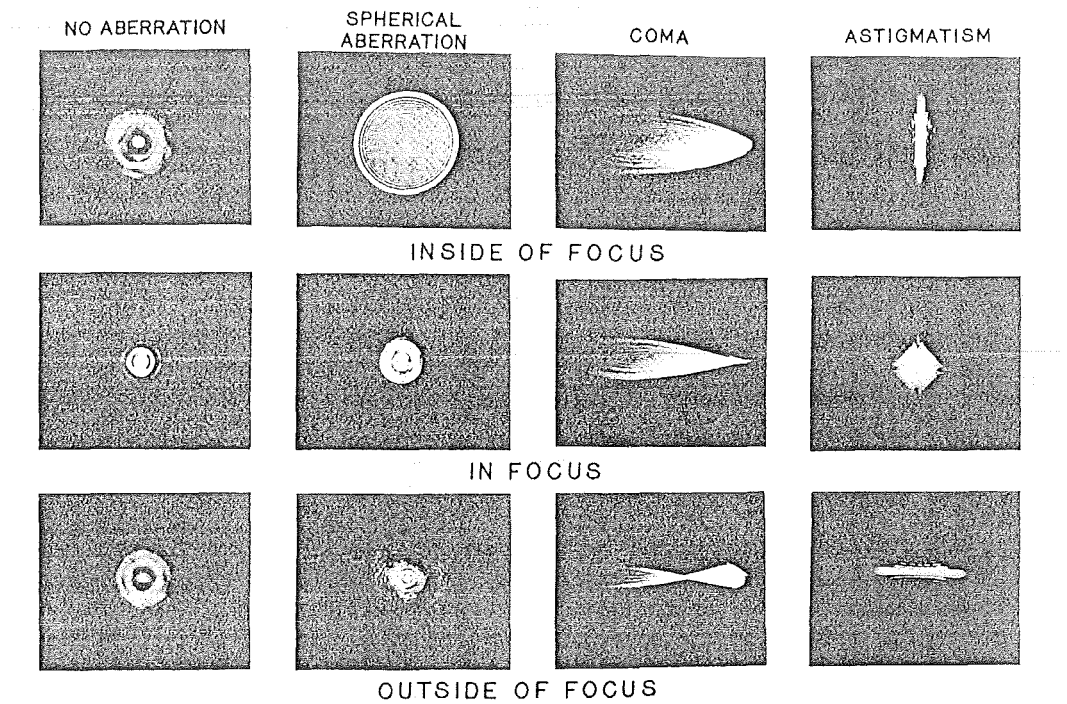 NO ABERRATION
SPHERICAL
ABERRATION
COMA
ASTIGMATISM
INSIDE OF FOCUS
IN FOCUS
OUTSIDE OF FOCUS